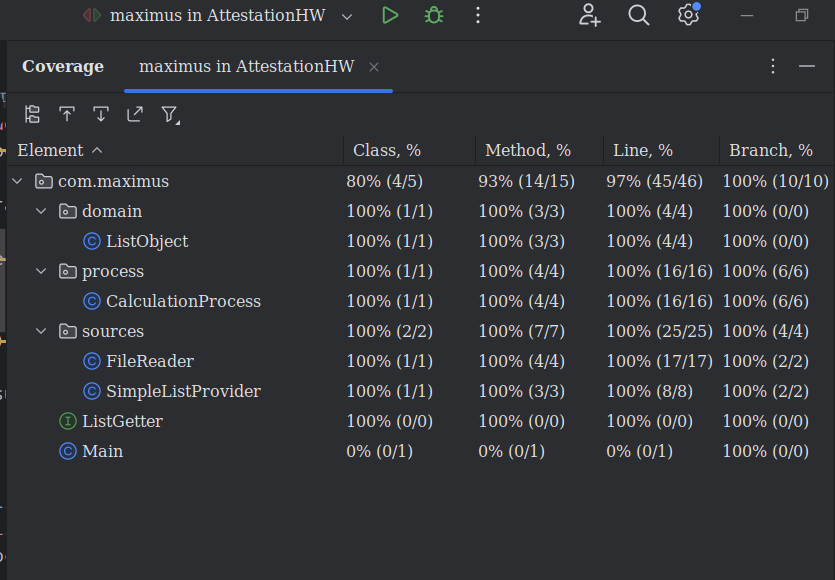 maximus in AttestationHW
Coverage maximus in AttestationHW
Element Class, % Method, % Line, % Branch, %
com.maximus 80% (4/5) 93% (14/15) 97% (45/46) 100% (10/10)
domain 100% (1/1) 100% (3/3) 100% (4/4) 100% (0/0)
ListObject 100% (1/1) 100% (3/3) 100% (4/4) 100% (0/0)
process 100% (1/1) 100% (4/4) 100% (16/16) 100% (6/6)
CalculationProcess 100% (1/1) 100% (4/4) 100% (16/16) 100% (6/6)
sources 100% (2/2) 100% (7/7) 100% (25/25) 100% (4/4)
FileReader 100% (1/1) 100% (4/4) 100% (17/17) 100% (2/2)
SimpleListProvider 100% (1/1) 100% (3/3) 100% (8/8) 100% (2/2)
ListGetter 100% (0/0) 100% (0/0) 100% (0/0) 100% (0/0)
Main 0% (0/1) 0% (0/1) 0% (0/1) 100% (0/0)